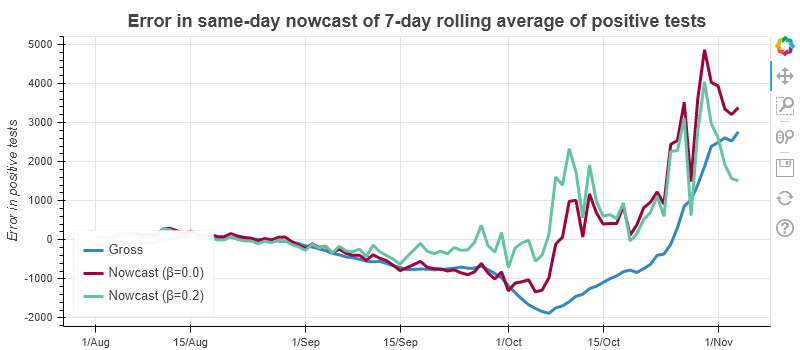 Error in same-day nowcast of 7-day rolling average of positive tests
Error in positive tests
5000
4000
3000
2000
1000
0
-1000
-2000
Gross
Nowcast (β=0.0)
Nowcast (β=0.2)
1/Aug
15/Aug
1/Sep
15/Sep
1/Oct
15/Oct
1/Nov